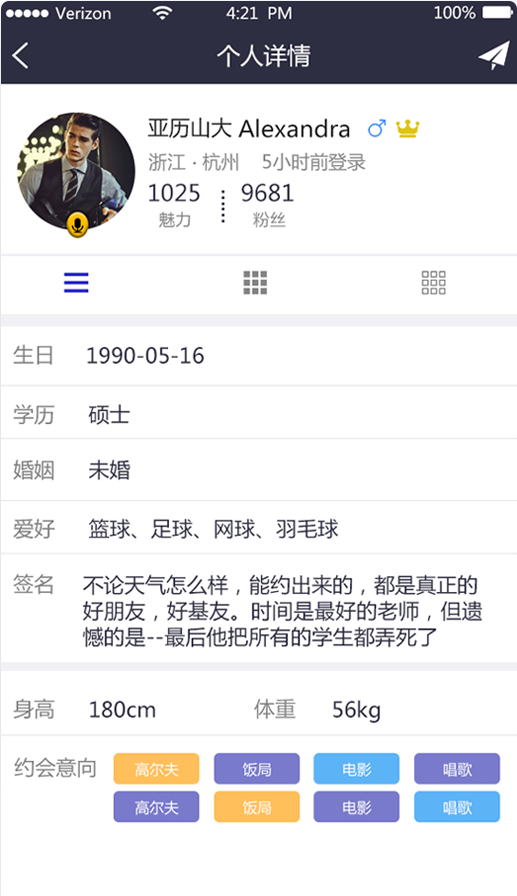 Verizon 4:21 PM 100%
个人详情
亚历山大 Alexandra
浙江 · 杭州 5小时前登录
1025 9681
魅力 粉丝
生日 1990-05-16
学历 硕士
婚姻 未婚
爱好 篮球、足球、网球、羽毛球
签名 不论天气怎么样，能约出来的，都是真正的
好朋友，好基友。时间是最好的老师，但遗
憾的是--最后他把所有的学生都弄死了
身高 180cm 体重 56kg
约会意向 高尔夫 饭局 电影 唱歌
高尔夫 饭局 电影 唱歌